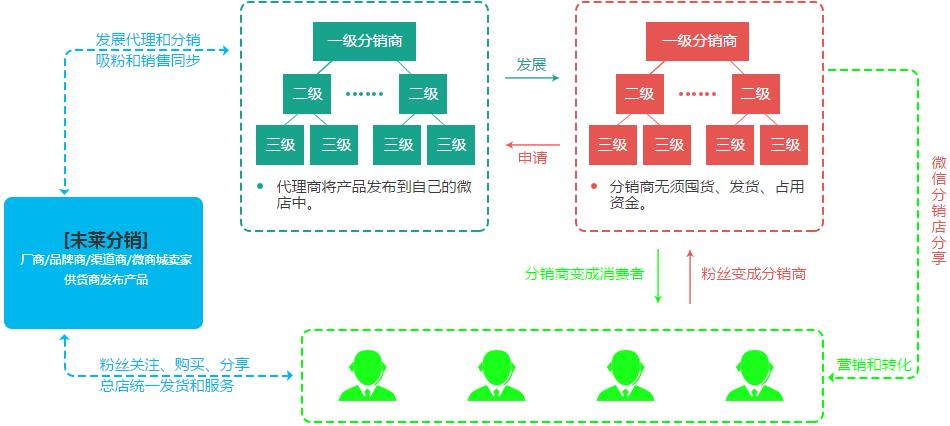 发展代理和分销
吸粉和销售同步
一级分销商
二级 …… 二级
三级 三级 三级 三级
代理商将产品发布到自己的微
店中。
发展
申请
一级分销商
二级 …… 二级
三级 三级 三级 三级
分销商无须囤货、发货、占用
资金。
微信分销店分享
[未莱分销]
厂商/品牌商/渠道商/微商城卖家
供货商发布产品
分销商变成消费者
粉丝变成分销商
粉丝关注、购买、分享
总店统一发货和服务
营销和转化